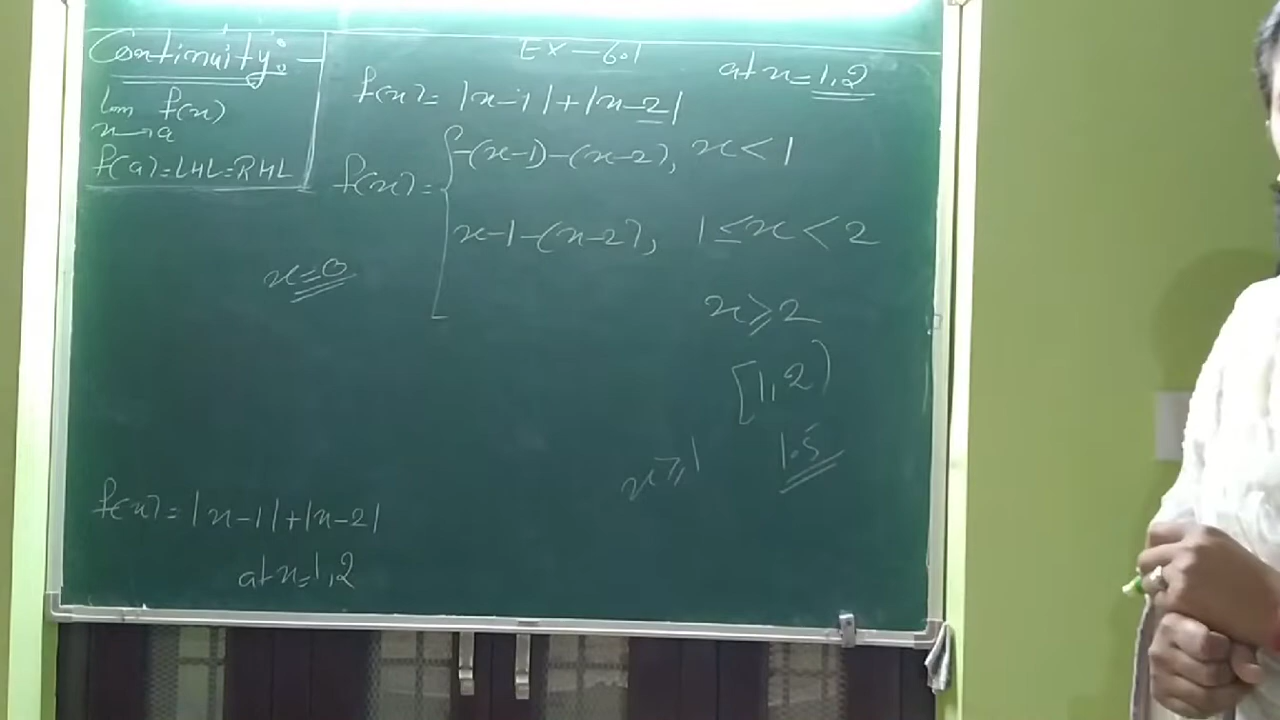 Continuity:-
lim f(x)
x→a
f(a)=LHL=RHL
Ex-6.1
at x=1,2
f(x)= |x-1|+|x-2|
f(x)= { -(x-1)-(x-2), x<1
x-1-(x-2), 1≤x<2
x=0
x≥2
[1,2)
x≥1
1.5
f(x)=|x-1|+|x-2|
at x=1,2